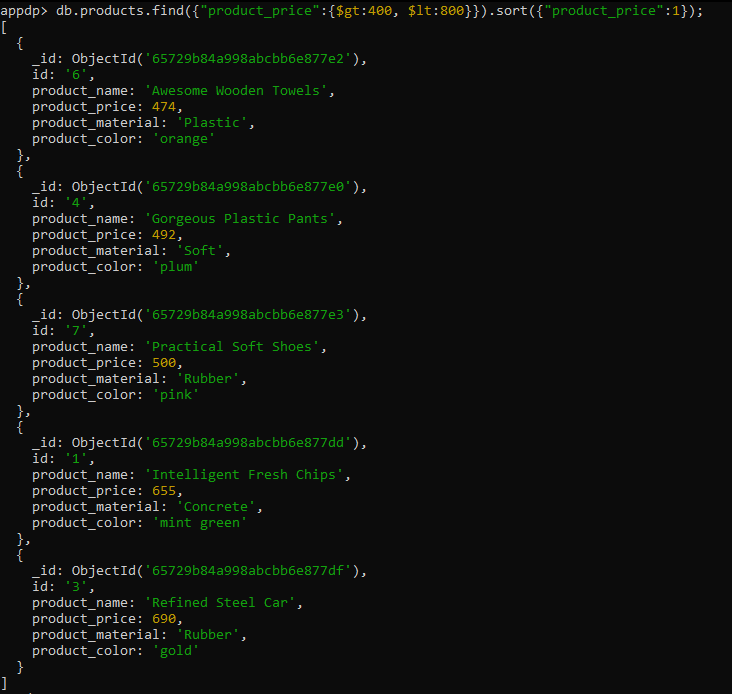 appdp> db.products.find({"product_price":{$gt:400, $lt:800}}).sort({"product_price":1});
[
  {
    _id: ObjectId('65729b84a998abcbb6e877e2'),
    id: '6',
    product_name: 'Awesome Wooden Towels',
    product_price: 474,
    product_material: 'Plastic',
    product_color: 'orange'
  },
  {
    _id: ObjectId('65729b84a998abcbb6e877e0'),
    id: '4',
    product_name: 'Gorgeous Plastic Pants',
    product_price: 492,
    product_material: 'Soft',
    product_color: 'plum'
  },
  {
    _id: ObjectId('65729b84a998abcbb6e877e3'),
    id: '7',
    product_name: 'Practical Soft Shoes',
    product_price: 500,
    product_material: 'Rubber',
    product_color: 'pink'
  },
  {
    _id: ObjectId('65729b84a998abcbb6e877dd'),
    id: '1',
    product_name: 'Intelligent Fresh Chips',
    product_price: 655,
    product_material: 'Concrete',
    product_color: 'mint green'
  },
  {
    _id: ObjectId('65729b84a998abcbb6e877df'),
    id: '3',
    product_name: 'Refined Steel Car',
    product_price: 690,
    product_material: 'Rubber',
    product_color: 'gold'
  }
]